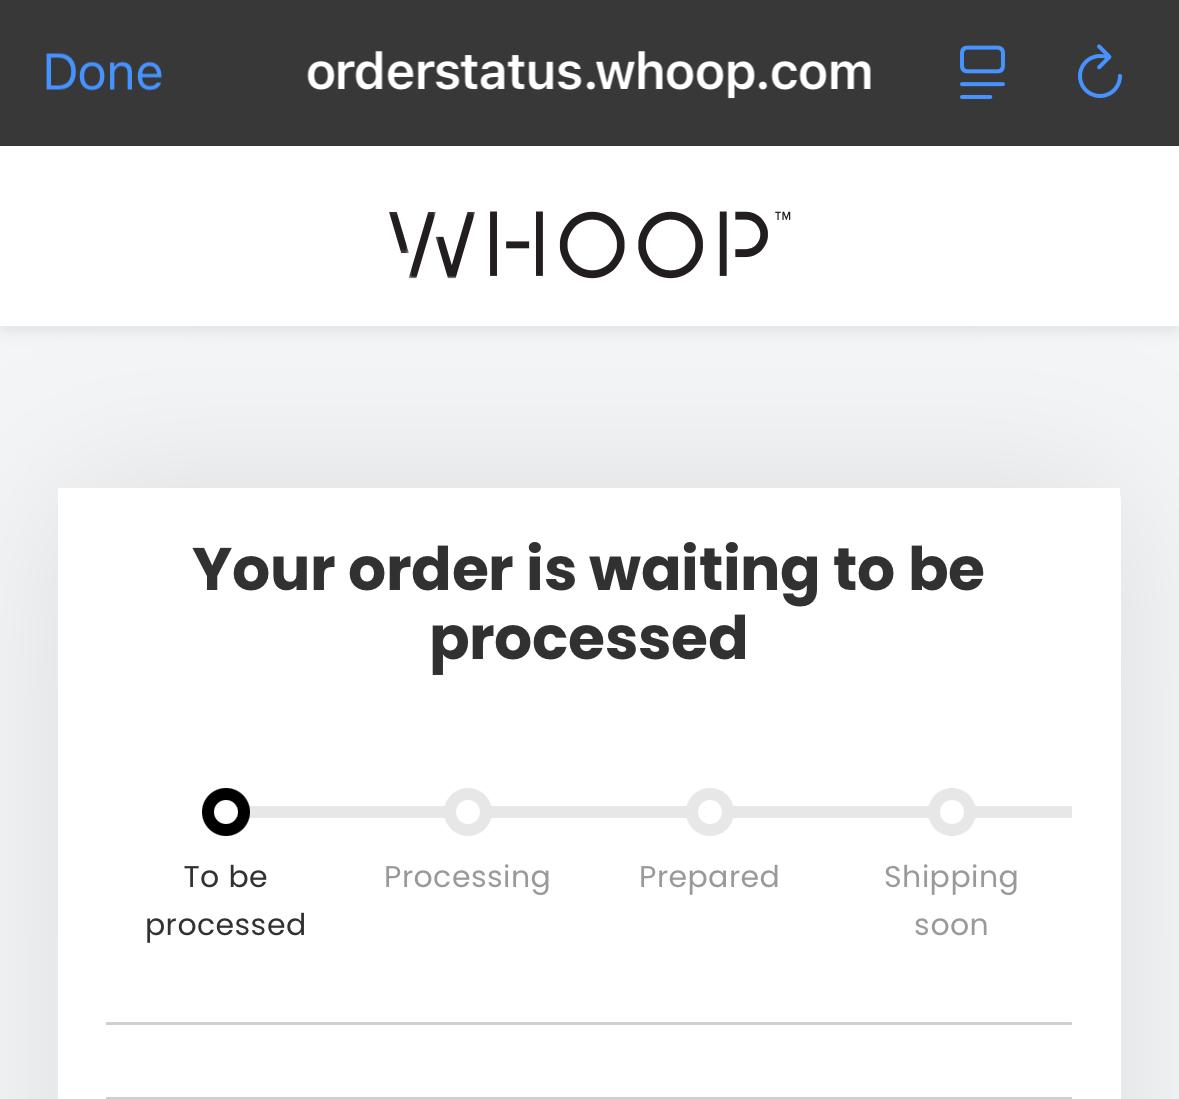 Done orderstatus.whoop.com
WHOOP™
Your order is waiting to be
processed
To be Processing Prepared Shipping
processed soon